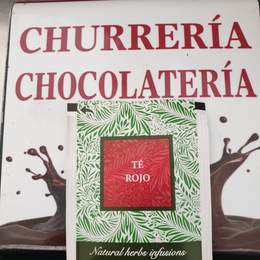 CHURRERÍA
CHOCOLATERÍA
TÉ
ROJO
Natural herbs infusions